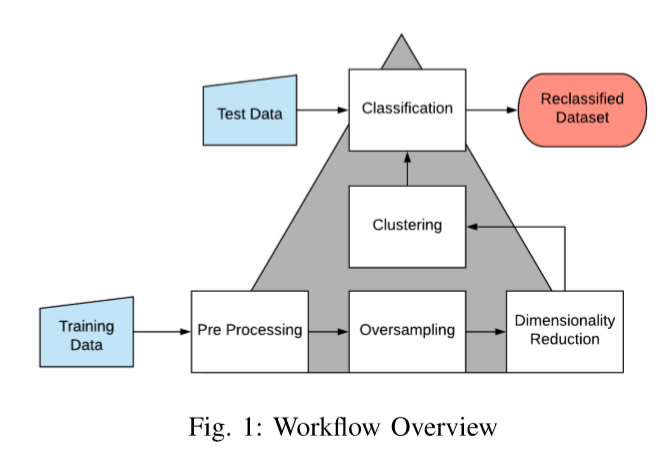 Test Data
Classification
Reclassified
Dataset
Clustering
Training
Data
Pre Processing
Oversampling
Dimensionality
Reduction
Fig. 1: Workflow Overview